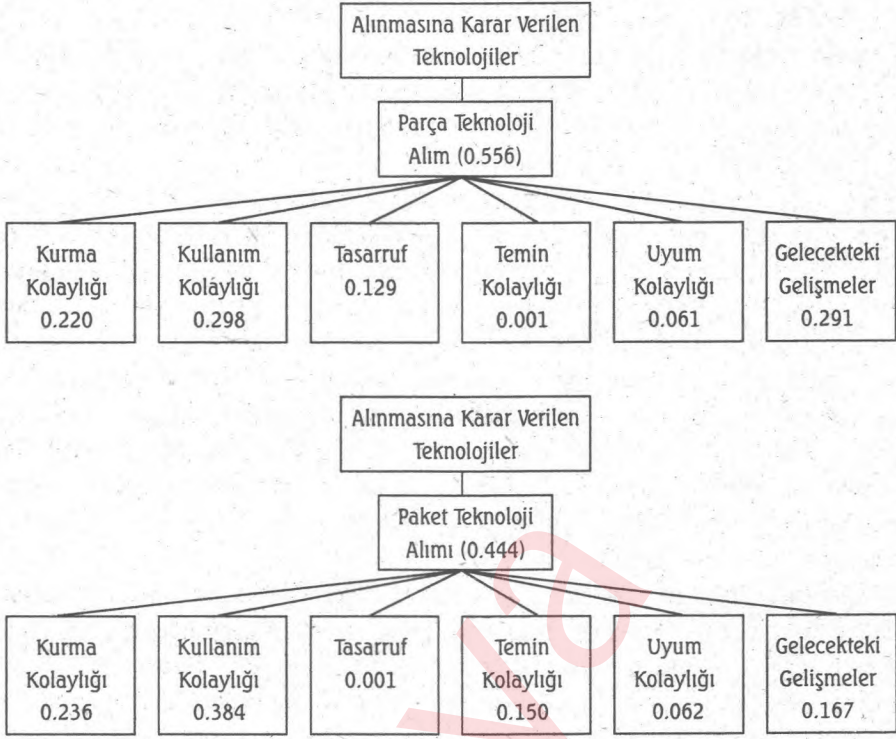 Alınmasına Karar Verilen
Teknolojiler
Parça Teknoloji
Alım (0.556)
Kurma
Kolaylığı
0.220
Kullanım
Kolaylığı
0.298
Tasarruf
0.129
Temin
Kolaylığı
0.001
Uyum
Kolaylığı
0.061
Gelecekteki
Gelişmeler
0.291
Alınmasına Karar Verilen
Teknolojiler
Paket Teknoloji
Alımı (0.444)
Kurma
Kolaylığı
0.236
Kullanım
Kolaylığı
0.384
Tasarruf
0.001
Temin
Kolaylığı
0.150
Uyum
Kolaylığı
0.062
Gelecekteki
Gelişmeler
0.167